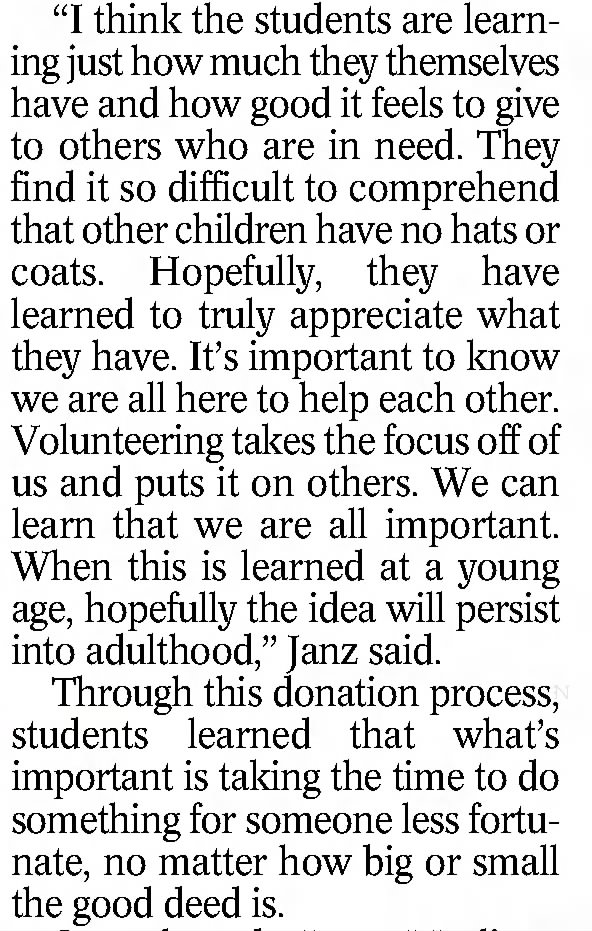 “I think the students are learn-
ing just how much they themselves
have and how good it feels to give
to others who are in need. They
find it so difficult to comprehend
that other children have no hats or
coats. Hopefully, they have
learned to truly appreciate what
they have. It’s important to know
we are all here to help each other.
Volunteering takes the focus off of
us and puts it on others. We can
learn that we are all important.
When this is learned at a young
age, hopefully the idea will persist
into adulthood,” Janz said.
Through this donation process,
students learned that what’s
important is taking the time to do
something for someone less fortu-
nate, no matter how big or small
the good deed is.